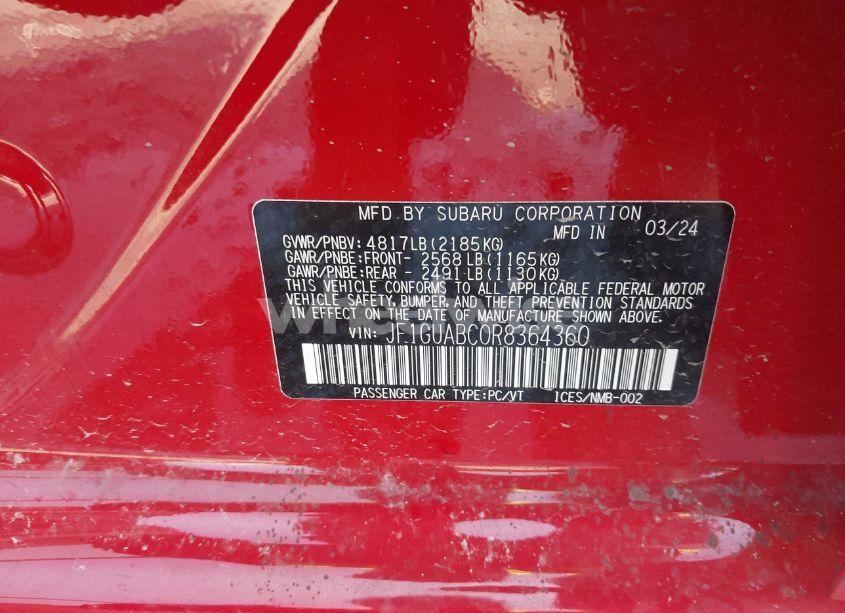 MFD BY SUBARU CORPORATION
MFD IN 03/24
GVWR/PNBV: 4817LB (2185KG)
GAWR/PNBE:FRONT- 2568LB (1165KG)
GAWR/PNBE:REAR - 2491LB (1130KG)
THIS VEHICLE CONFORMS TO ALL APPLICABLE FEDERAL MOTOR
VEHICLE SAFETY, BUMPER, AND THEFT PREVENTION STANDARDS
IN EFFECT ON THE DATE OF MANUFACTURE SHOWN ABOVE.
VIN: JF1GUABC0R8364360
PASSENGER CAR TYPE:PC/VT ICES/NMB-002